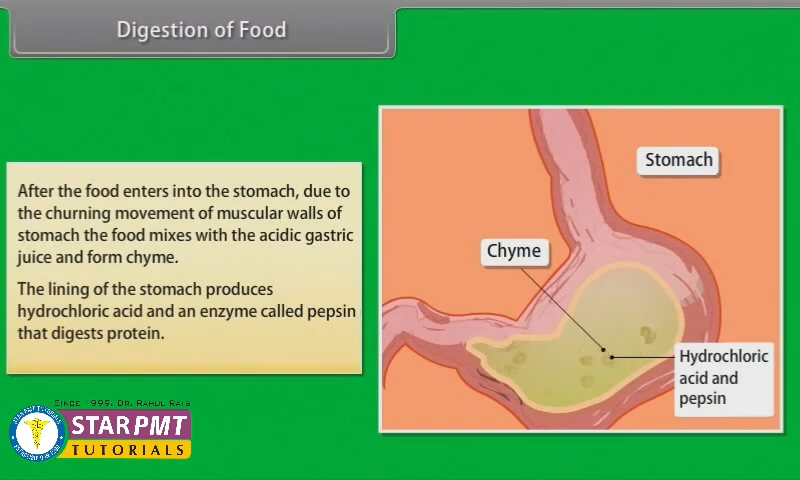 Digestion of Food
After the food enters into the stomach, due to
the churning movement of muscular walls of
stomach the food mixes with the acidic gastric
juice and form chyme.
The lining of the stomach produces
hydrochloric acid and an enzyme called pepsin
that digests protein.
Stomach
Chyme
Hydrochloric
acid and
pepsin
Since 1995, Dr. Rahul Rais
STAR PMT
TUTORIALS